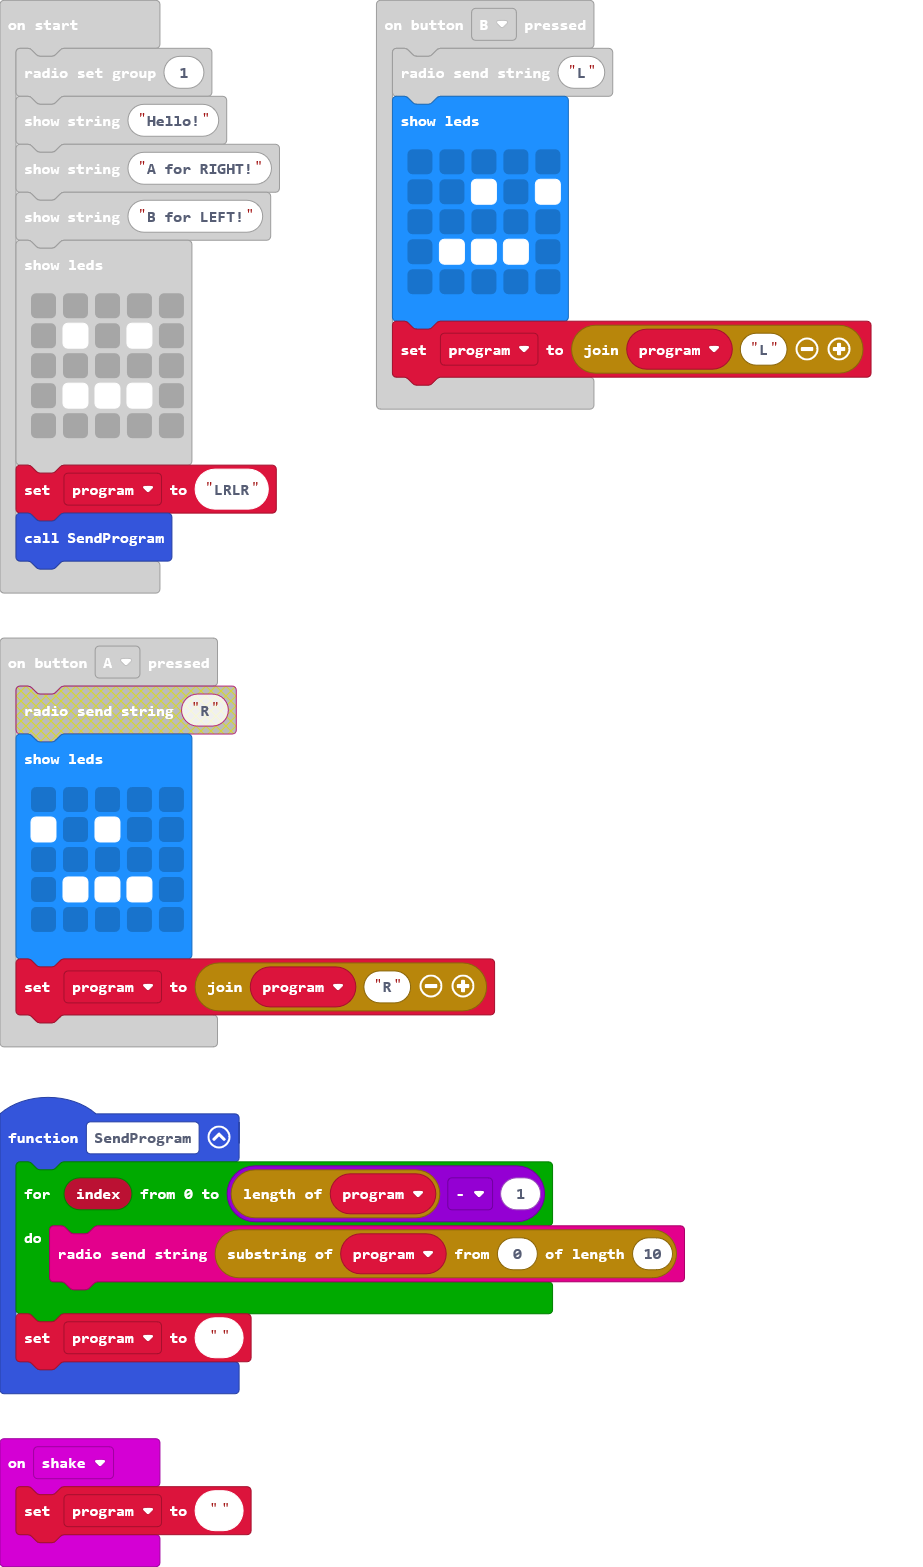 on start
radio set group 1
show string "Hello!"
show string "A for RIGHT!"
show string "B for LEFT!"
show leds
set program to "LRLR"
call SendProgram
on button B pressed
radio send string "L"
show leds
set program to join program "L"
on button A pressed
radio send string "R"
show leds
set program to join program "R"
function SendProgram
for index from 0 to length of program - 1
do
radio send string substring of program from 0 of length 10
set program to " "
on shake
set program to " "